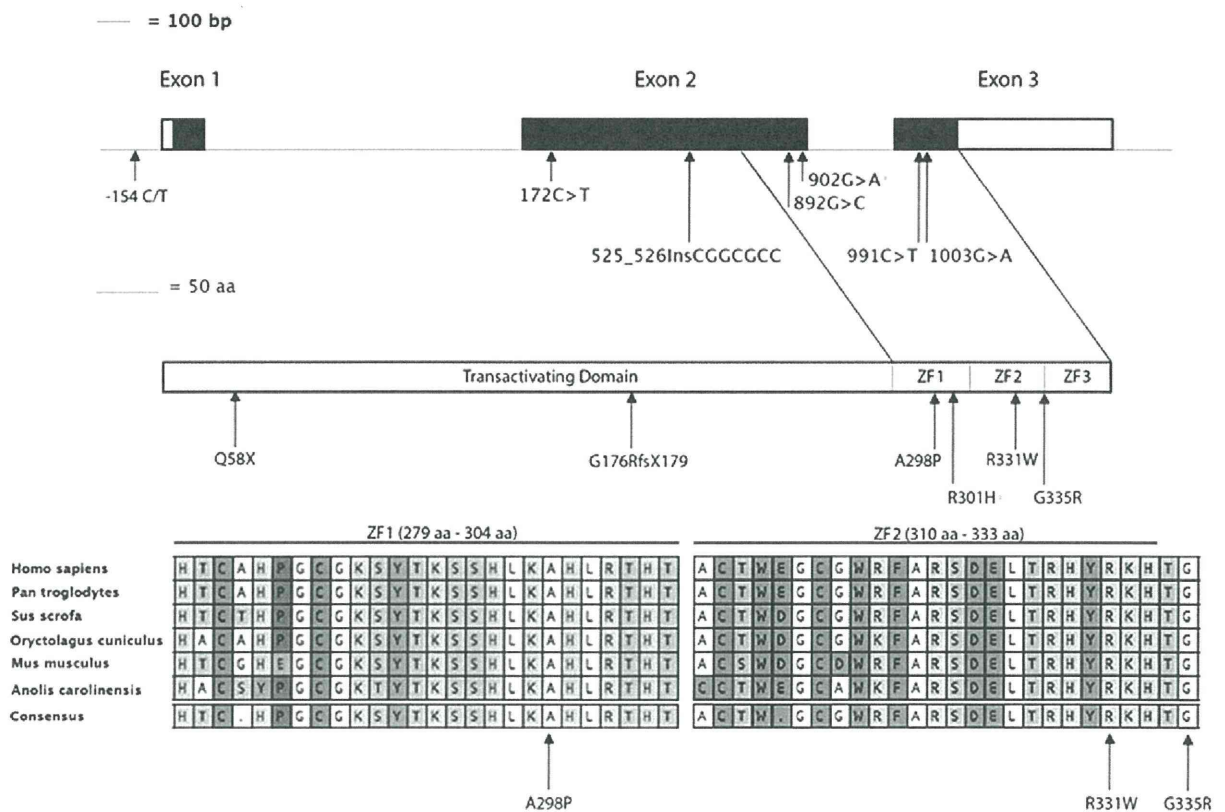 = 100 bp
Exon 1 Exon 2 Exon 3
-154 C/T
172C>T
902G>A
892G>C
525_526InsCGGCGCC
991C>T 1003G>A
= 50 aa
Transactivating Domain ZF1 ZF2 ZF3
Q58X
G176RfsX179
A298P
R331W
R301H
G335R
ZF1 (279 aa - 304 aa) ZF2 (310 aa - 333 aa)
Homo sapiens H T C A H P G C G K S Y T K S S H L K A H L R T H T A C T W E G C G W R F A R S D E L T R H Y R K H T G
Pan troglodytes H T C A H P G C G K S Y T K S S H L K A H L R T H T A C T W E G C G W R F A R S D E L T R H Y R K H T G
Sus scrofa H T C T H P G C G K S Y T K S S H L K A H L R T H T A C T W D G C G W R F A R S D E L T R H Y R K H T G
Oryctolagus cuniculus H A C A H P G C G K S Y T K S S H L K A H L R T H T A C T W D G C G W K F A R S D E L T R H Y R K H T G
Mus musculus H T C G H E G C G K S Y T K S S H L K A H L R T H T A C S W D G C D W R F A R S D E L T R H Y R K H T G
Anolis carolinensis H A C S Y P G C G K T Y T K S S H L K A H L R T H T C C T W E G C A W K F A R S D E L T R H Y R K H T G
Consensus H T C . H P G C G K S Y T K S S H L K A H L R T H T A C T W . G C G W R F A R S D E L T R H Y R K H T G
A298P R331W G335R